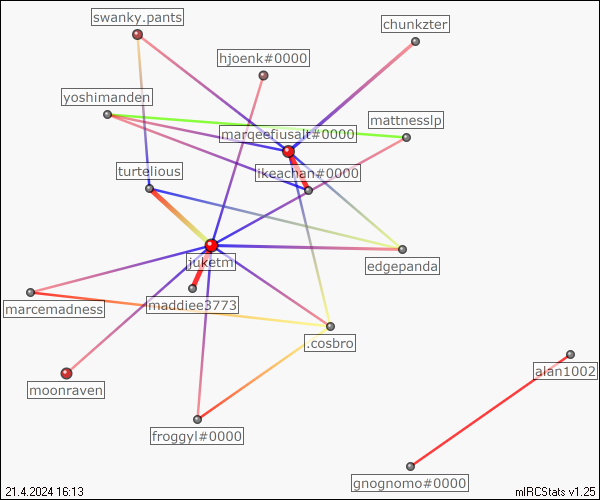 swanky.pants
chunkzter
hjoenk#0000
yoshimanden
mattnesslp
marqeefiusajt#0000
ikeachan#0000
turtelious
juketm
edgepanda
marcemadness
maddiee3773
.cosbro
alan1002
moonraven
froggyl#0000
gnognomo#0000
21.4.2024 16:13
mIRCStats v1.25